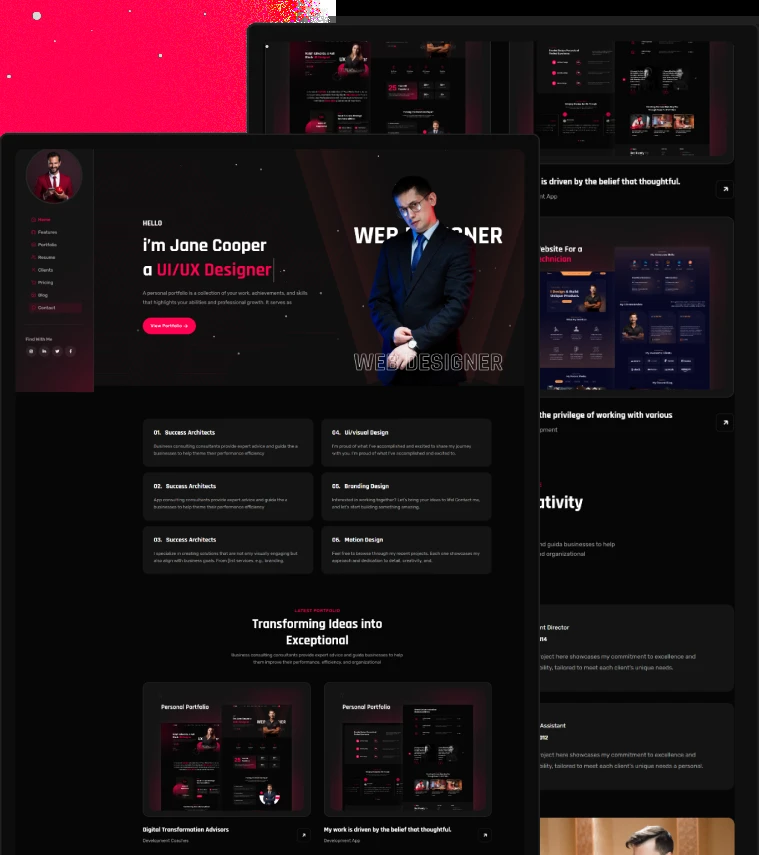 HELLO
i'm Jane Cooper
a UI/UX Designer
A personal portfolio is a collection of your work, achievements, and skills
that highlights your abilities and professional growth. It serves as
View Portfolio →
Home
Features
Portfolio
Resume
Clients
Pricing
Blog
Contact
Find With Me
WEB DESIGNER
WEB DESIGNER
01. Success Architects
Business consulting consultants provide expert advice and guida the a
businesses to help theme their performance efficiency
04. Ui/visual Design
I'm proud of what I've accomplished and excited to share my journey
with you. I'm proud of what I've accomplished and excited to.
02. Success Architects
App consulting consultants provide expert advice and guida the a
businesses to help theme their performance efficiency
05. Branding Design
Interested in working together? Let's bring your ideas to life! Contact me,
and let's start building something amazing.
03. Success Architects
I specialize in creating solutions that are not only visually engaging but
also align with business goals. From [list services, e.g., branding,
06. Motion Design
Feel free to browse through my recent projects. Each one showcases my
approach and dedication to detail, creativity, and.
LATEST PORTFOLIO
Transforming Ideas into
Exceptional
Business consulting consultants provide expert advice and guida businesses to help
them improve their performance, efficiency, and organizational
Personal Portfolio
Personal Portfolio
Digital Transformation Advisors
Development Coaches
My work is driven by the belief that thoughtful.
Development App
is driven by the belief that thoughtful.
nt App
ebsite For a
echnician
the privilege of working with various
pment
ativity
nd guida businesses to help
d organizational
nt Director
roject here showcases my commitment to excellence and
bility, tailored to meet each client's unique needs.
Assistant
roject here showcases my commitment to excellence and
bility, tailored to meet each client's unique needs a personal.